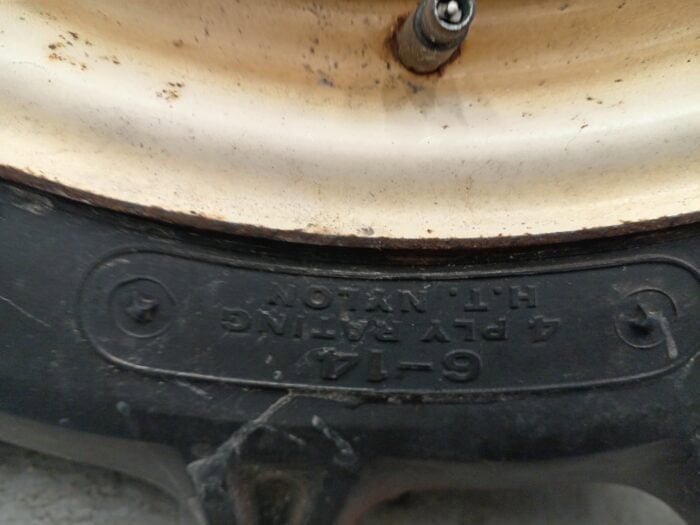 6-14
4 PLY RATING
H.T. NYLON